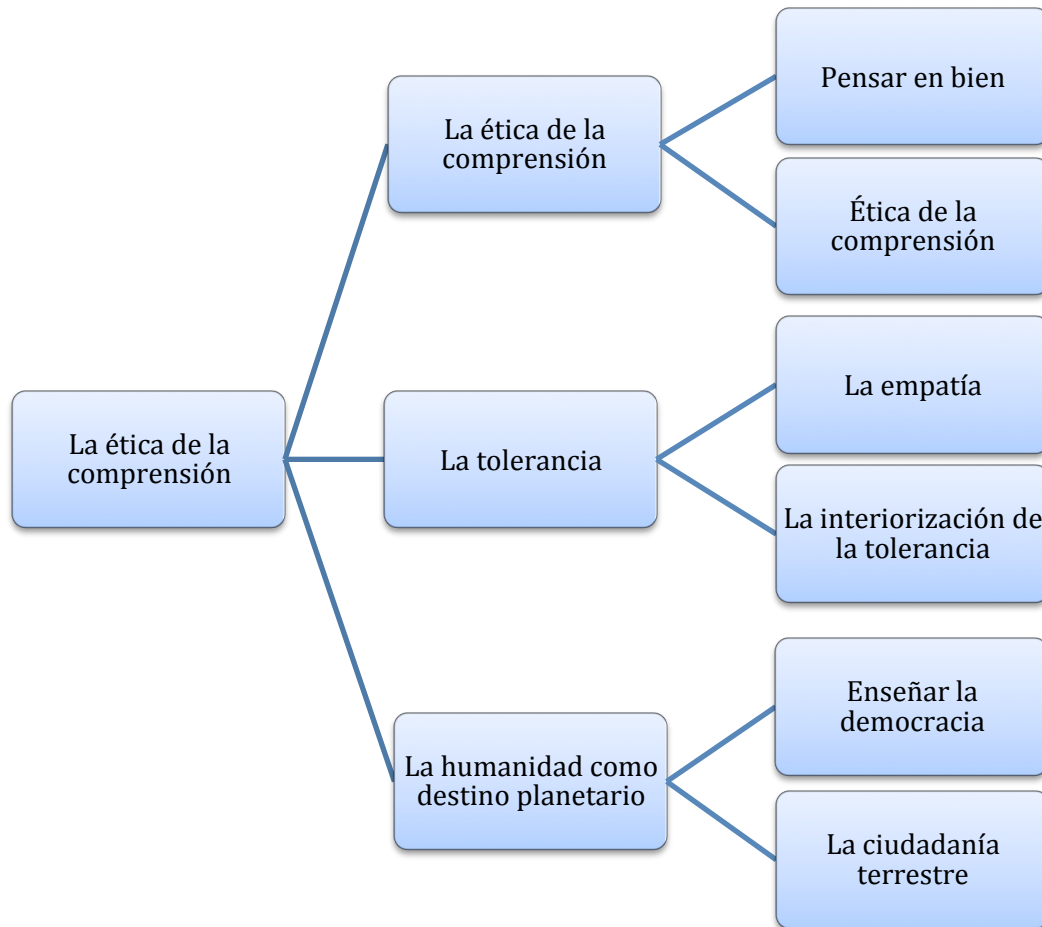 Pensar en bien
La ética de la
comprensión
Ética de la
comprensión
La empatía
La ética de la
comprensión
La tolerancia
La interiorización de
la tolerancia
Enseñar la
democracia
La humanidad como
destino planetario
La ciudadanía
terrestre